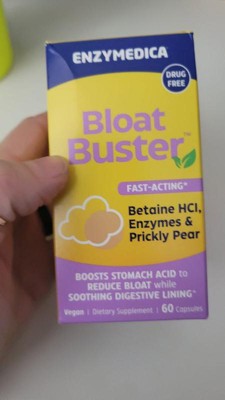 ENZYMEDICA
DRUG
FREE
Bloat
Buster™
FAST-ACTING*
Betaine HCl,
Enzymes &
Prickly Pear
BOOSTS STOMACH ACID to
REDUCE BLOAT while
SOOTHING DIGESTIVE LINING*
Vegan | Dietary Supplement | 60 Capsules